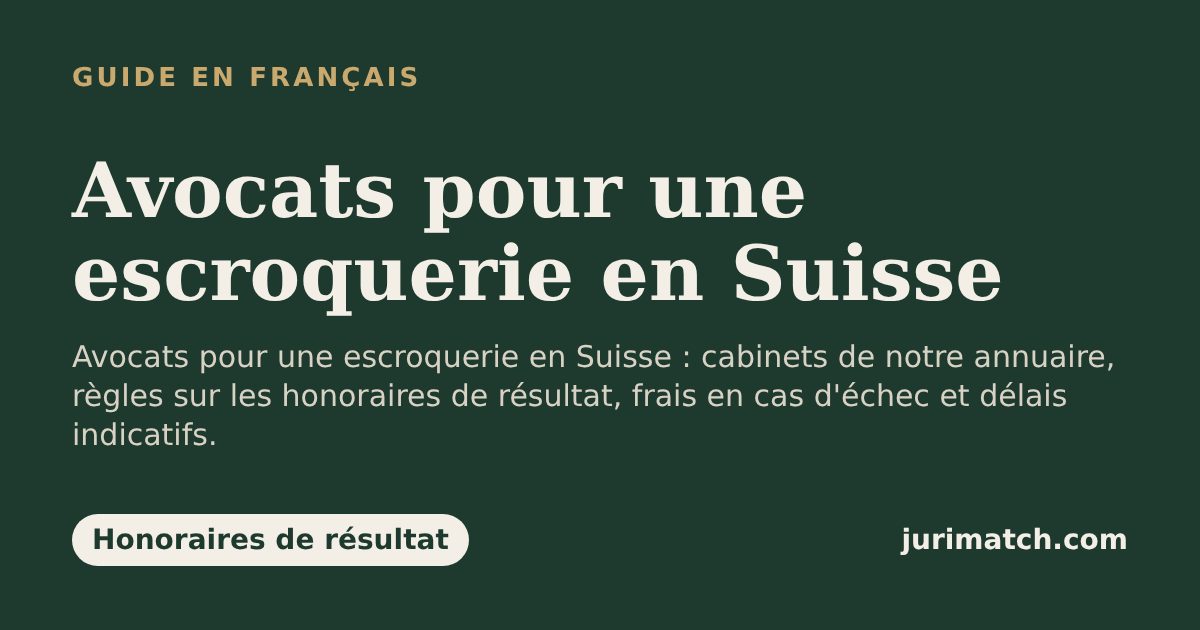 GUIDE EN FRANÇAIS
Avocats pour une
escroquerie en Suisse
Avocats pour une escroquerie en Suisse : cabinets de notre annuaire,
règles sur les honoraires de résultat, frais en cas d'échec et délais
indicatifs.
Honoraires de résultat
jurimatch.com